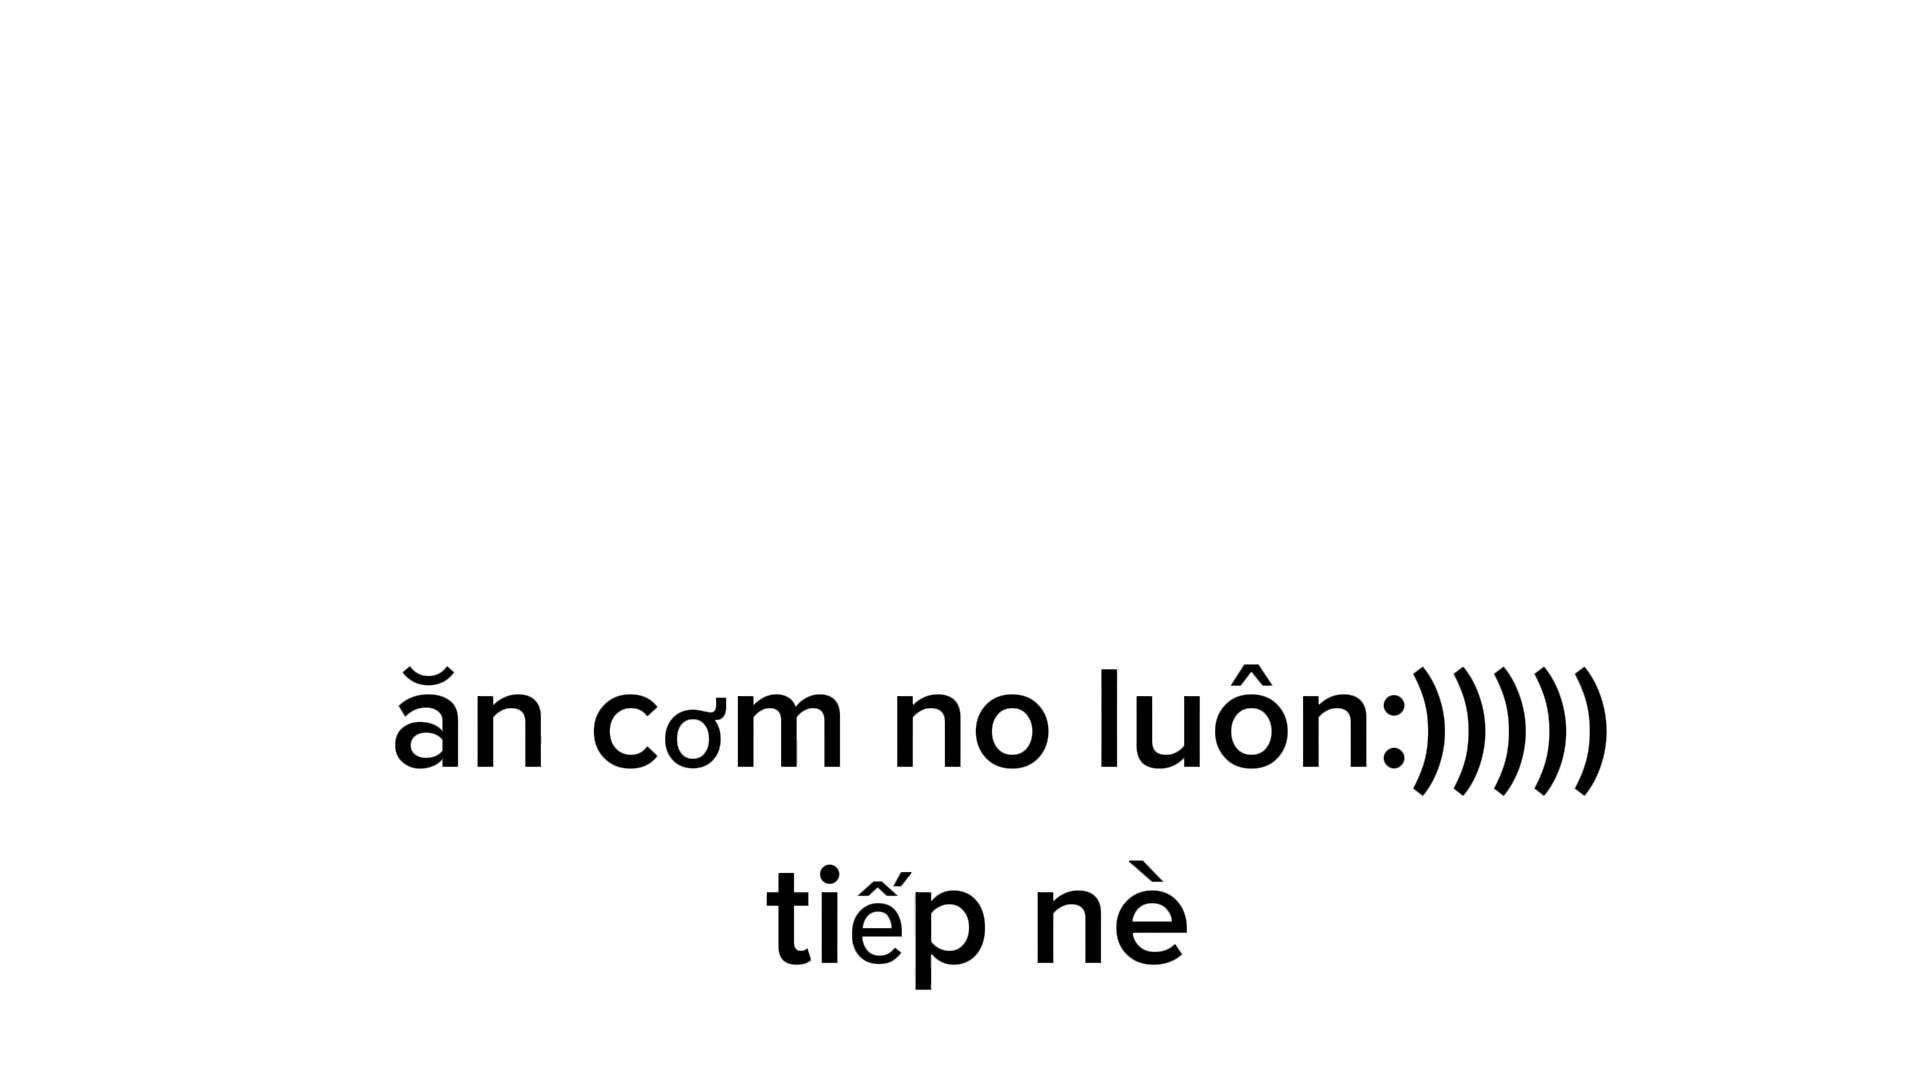 ăn cơm no luôn:)))))
tiếp nè